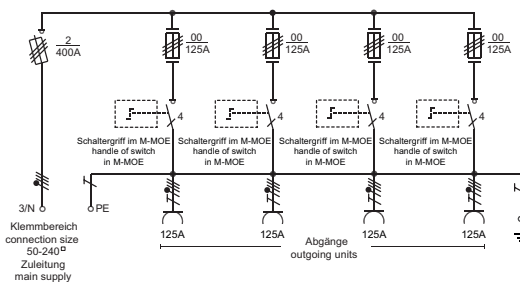 2
400A
00
125A
00
125A
00
125A
00
125A
4
4
4
4
Schaltergriff im M-MOE
handle of switch
in M-MOE
Schaltergriff im M-MOE
handle of switch
in M-MOE
Schaltergriff im M-MOE
handle of switch
in M-MOE
Schaltergriff im M-MOE
handle of switch
in M-MOE
3/N
PE
Klemmbereich
connection size
50-240
Zuleitung
main supply
125A
125A
125A
125A
Abgänge
outgoing units